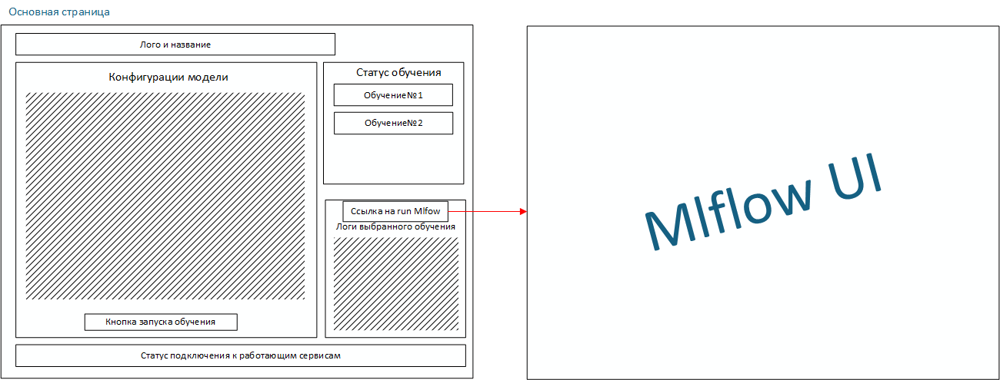 Основная страница
Лого и название
Конфигурации модели
Кнопка запуска обучения
Статус обучения
Обучение№1
Обучение№2
Ссылка на run Mlfow
Логи выбранного обучения
Статус подключения к работающим сервисам
Mlflow UI